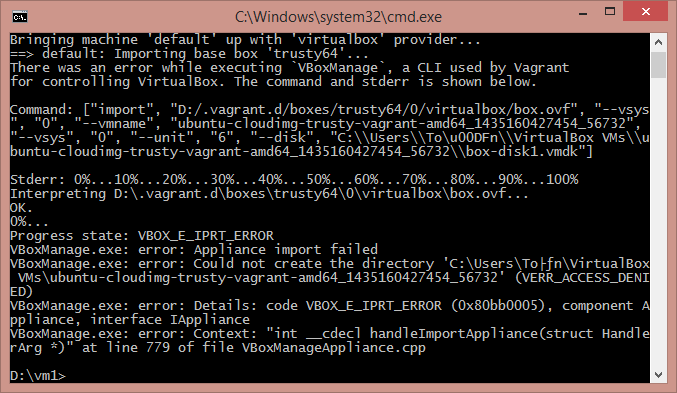 C:\Windows\system32\cmd.exe
Bringing machine 'default' up with 'virtualbox' provider...
==> default: Importing base box 'trusty64'...
There was an error while executing `VBoxManage`, a CLI used by Vagrant
for controlling VirtualBox. The command and stderr is shown below.
Command: ["import", "D:/.vagrant.d/boxes/trusty64/0/virtualbox/box.ovf", "--vsys
", "0", "--vmname", "ubuntu-cloudimg-trusty-vagrant-amd64_1435160427454_56732",
"--vsys", "0", "--unit", "6", "--disk", "C:\\Users\\To\u00DFn\\VirtualBox VMs\\u
buntu-cloudimg-trusty-vagrant-amd64_1435160427454_56732\\box-disk1.vmdk"]
Stderr: 0%...10%...20%...30%...40%...50%...60%...70%...80%...90%...100%
Interpreting D:\.vagrant.d\boxes\trusty64\0\virtualbox\box.ovf...
OK.
0%...
Progress state: VBOX_E_IPRT_ERROR
VBoxManage.exe: error: Appliance import failed
VBoxManage.exe: error: Could not create the directory 'C:\Users\To├ƒn\VirtualBox
VMs\ubuntu-cloudimg-trusty-vagrant-amd64_1435160427454_56732' (VERR_ACCESS_DENI
ED)
VBoxManage.exe: error: Details: code VBOX_E_IPRT_ERROR (0x80bb0005), component A
ppliance, interface IAppliance
VBoxManage.exe: error: Context: "int __cdecl handleImportAppliance(struct Handle
rArg *)" at line 779 of file VBoxManageAppliance.cpp
D:\vm1>